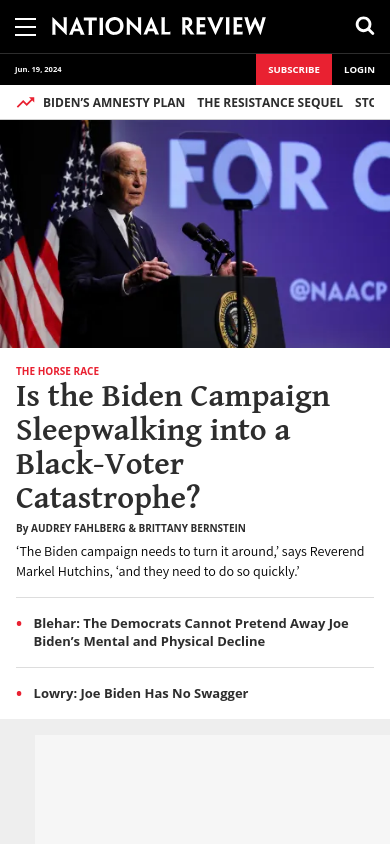 NATIONAL REVIEW
Jun. 19, 2024
SUBSCRIBE
LOGIN
BIDEN’S AMNESTY PLAN THE RESISTANCE SEQUEL
FOR
@NAACP
THE HORSE RACE
Is the Biden Campaign
Sleepwalking into a
Black-Voter
Catastrophe?
By AUDREY FAHLBERG & BRITTANY BERNSTEIN
‘The Biden campaign needs to turn it around,’ says Reverend
Markel Hutchins, ‘and they need to do so quickly.’
• Blehar: The Democrats Cannot Pretend Away Joe
Biden’s Mental and Physical Decline
• Lowry: Joe Biden Has No Swagger